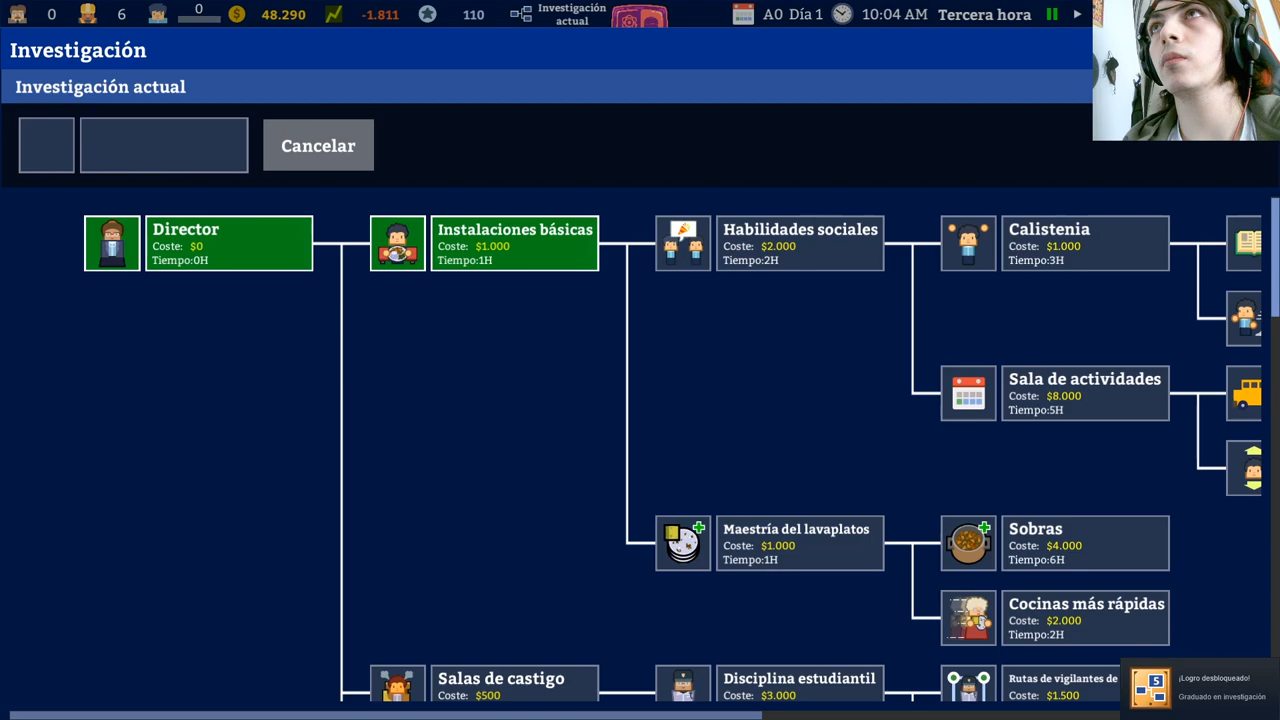 0 6 0 48.290 -1.811 110 Investigación actual A0 Día 1 10:04 AM Tercera hora
Investigación
Investigación actual
Cancelar
Director
Coste: $0
Tiempo:0H
Instalaciones básicas
Coste: $1.000
Tiempo:1H
Habilidades sociales
Coste: $2.000
Tiempo:2H
Calistenia
Coste: $1.000
Tiempo:3H
Sala de actividades
Coste: $8.000
Tiempo:5H
Maestría del lavaplatos
Coste: $1.000
Tiempo:1H
Sobras
Coste: $4.000
Tiempo:6H
Cocinas más rápidas
Coste: $2.000
Tiempo:2H
Salas de castigo
Coste: $500
Disciplina estudiantil
Coste: $3.000
Rutas de vigilantes de
Coste: $1.500
5
¡Logro desbloqueado!
Graduado en investigación